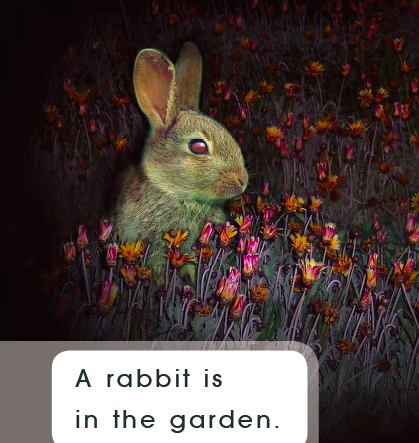 A rabbit is
in the garden.